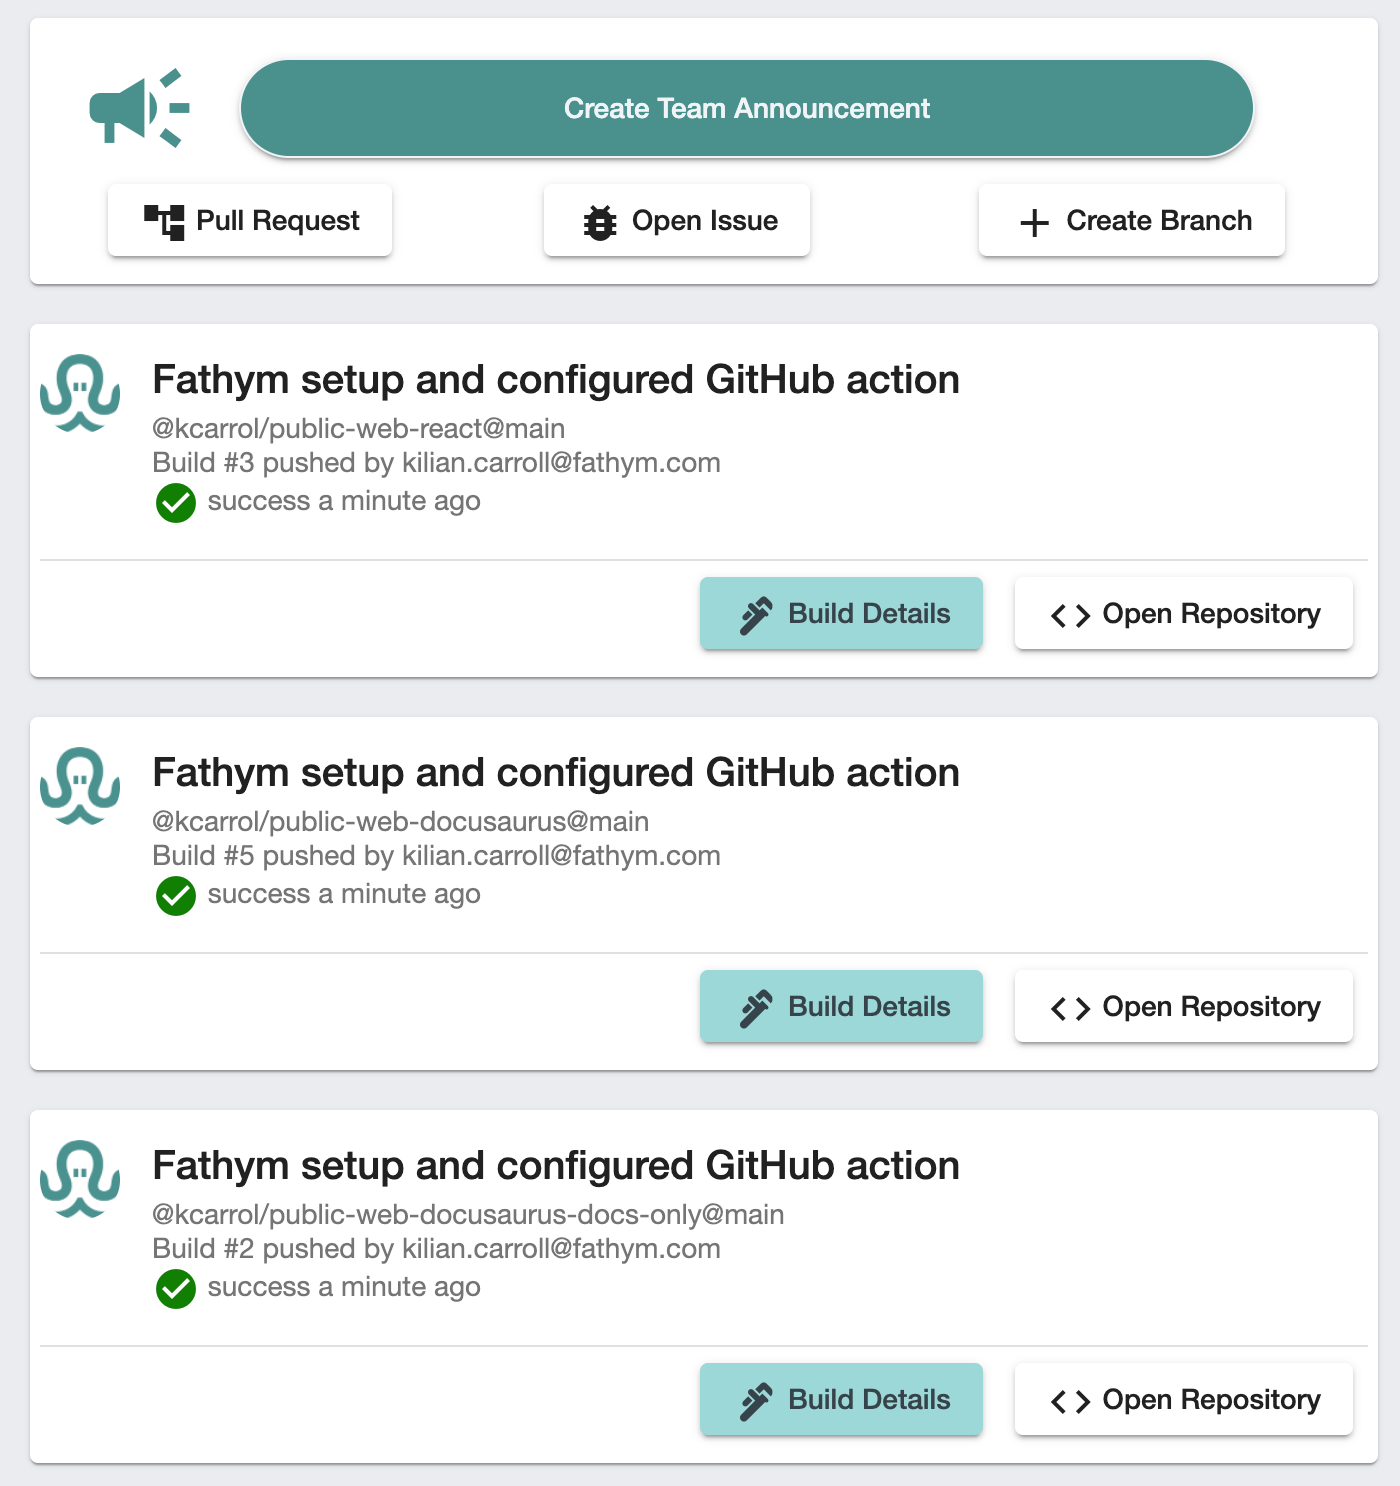 Create Team Announcement
Pull Request
Open Issue
Create Branch
Fathym setup and configured GitHub action
@kcarrol/public-web-react@main
Build #3 pushed by kilian.carroll@fathym.com
success a minute ago
Build Details
Open Repository
Fathym setup and configured GitHub action
@kcarrol/public-web-docusaurus@main
Build #5 pushed by kilian.carroll@fathym.com
success a minute ago
Build Details
Open Repository
Fathym setup and configured GitHub action
@kcarrol/public-web-docusaurus-docs-only@main
Build #2 pushed by kilian.carroll@fathym.com
success a minute ago
Build Details
Open Repository